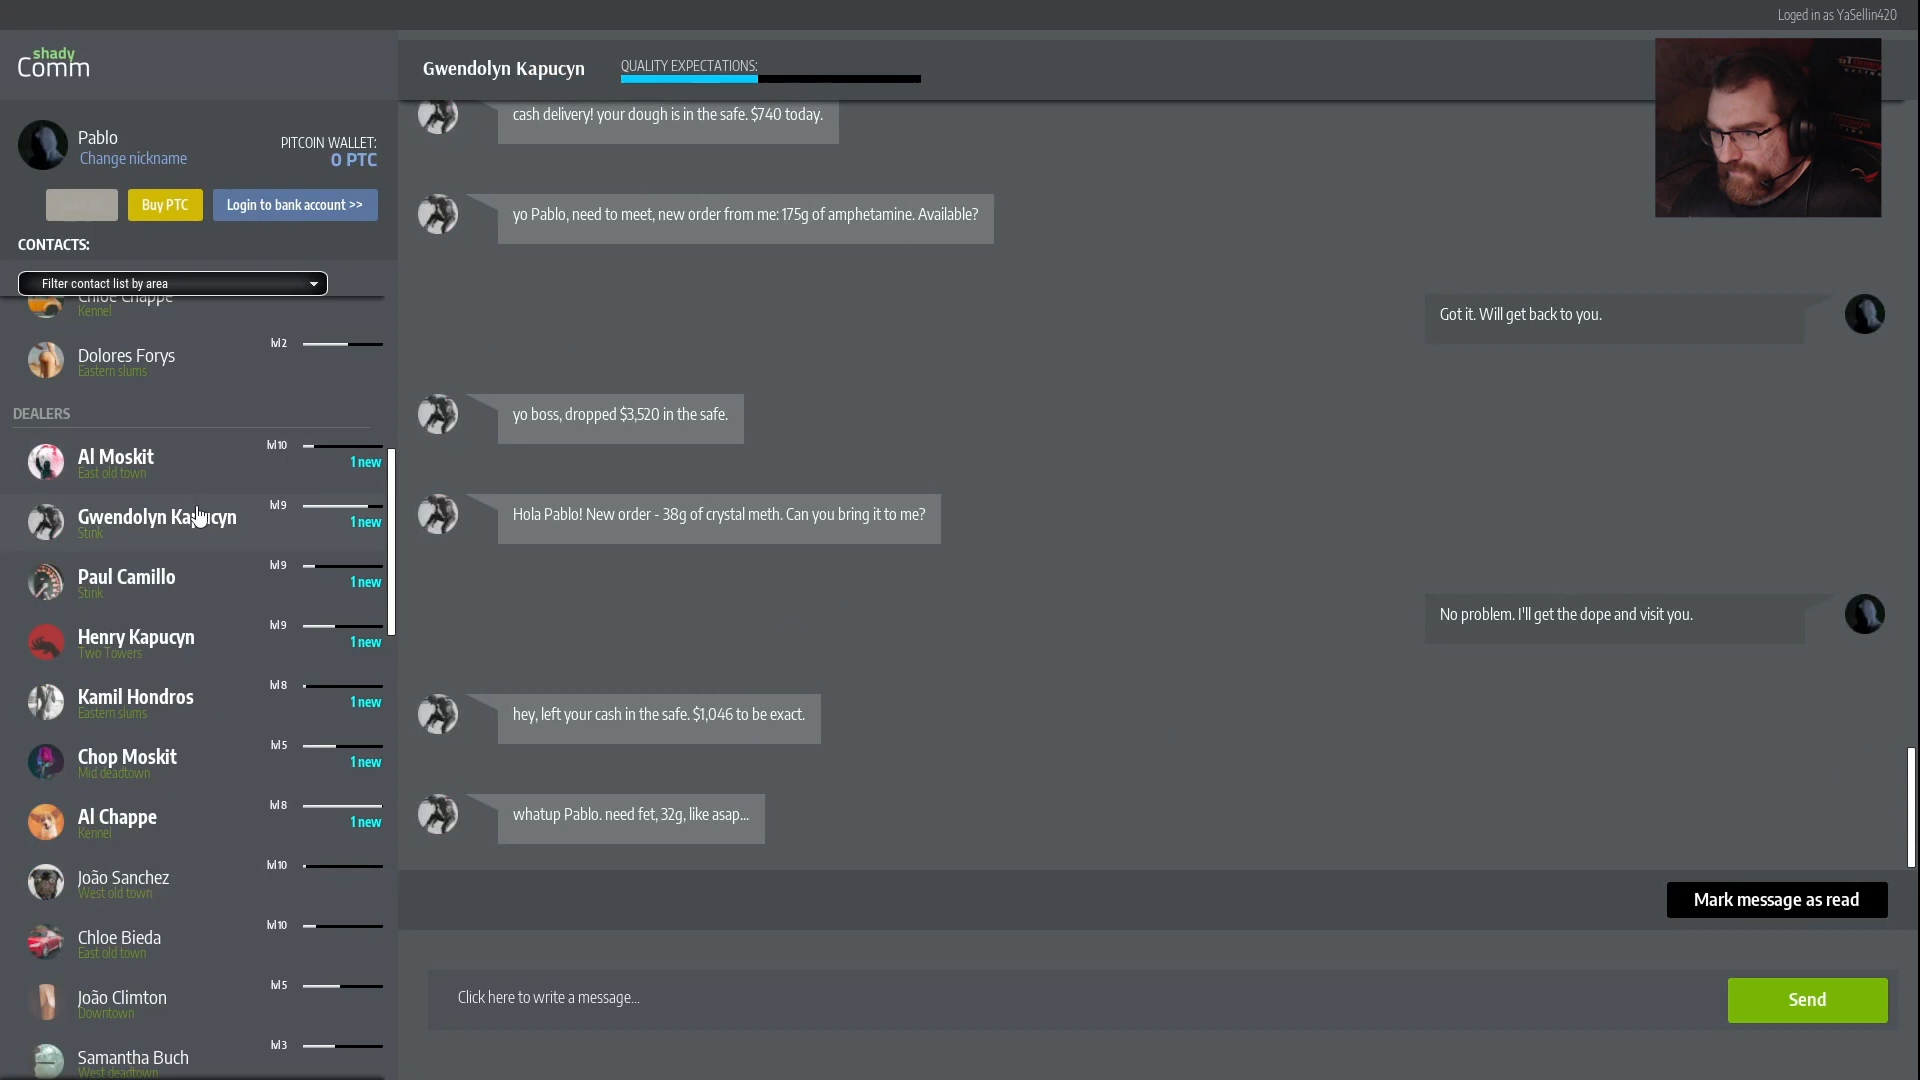 Loged in as YaSellin420
shady
Comm
Gwendolyn Kapucyn
QUALITY EXPECTATIONS:
Pablo
Change nickname
PITCOIN WALLET:
0 PTC
Buy PTC
Login to bank account >>
CONTACTS:
Filter contact list by area
Chloe Chappe
Kennel
Dolores Forys
Eastern slums
lvl 2
DEALERS
Al Moskit
East old town
lvl 10
1 new
Gwendolyn Kapucyn
Stink
lvl 9
1 new
Paul Camillo
Stink
lvl 9
1 new
Henry Kapucyn
Two Towers
lvl 9
1 new
Kamil Hondros
Eastern slums
lvl 8
1 new
Chop Moskit
Mid deadtown
lvl 5
1 new
Al Chappe
Kennel
lvl 8
1 new
João Sanchez
West old town
lvl 10
Chloe Bieda
East old town
lvl 10
João Climton
Downtown
lvl 5
Samantha Buch
West deadtown
lvl 3
cash delivery! your dough is in the safe. $740 today.
yo Pablo, need to meet, new order from me: 175g of amphetamine. Available?
Got it. Will get back to you.
yo boss, dropped $3,520 in the safe.
Hola Pablo! New order - 38g of crystal meth. Can you bring it to me?
No problem. I'll get the dope and visit you.
hey, left your cash in the safe. $1,046 to be exact.
whatup Pablo. need fet, 32g, like asap...
Mark message as read
Click here to write a message...
Send